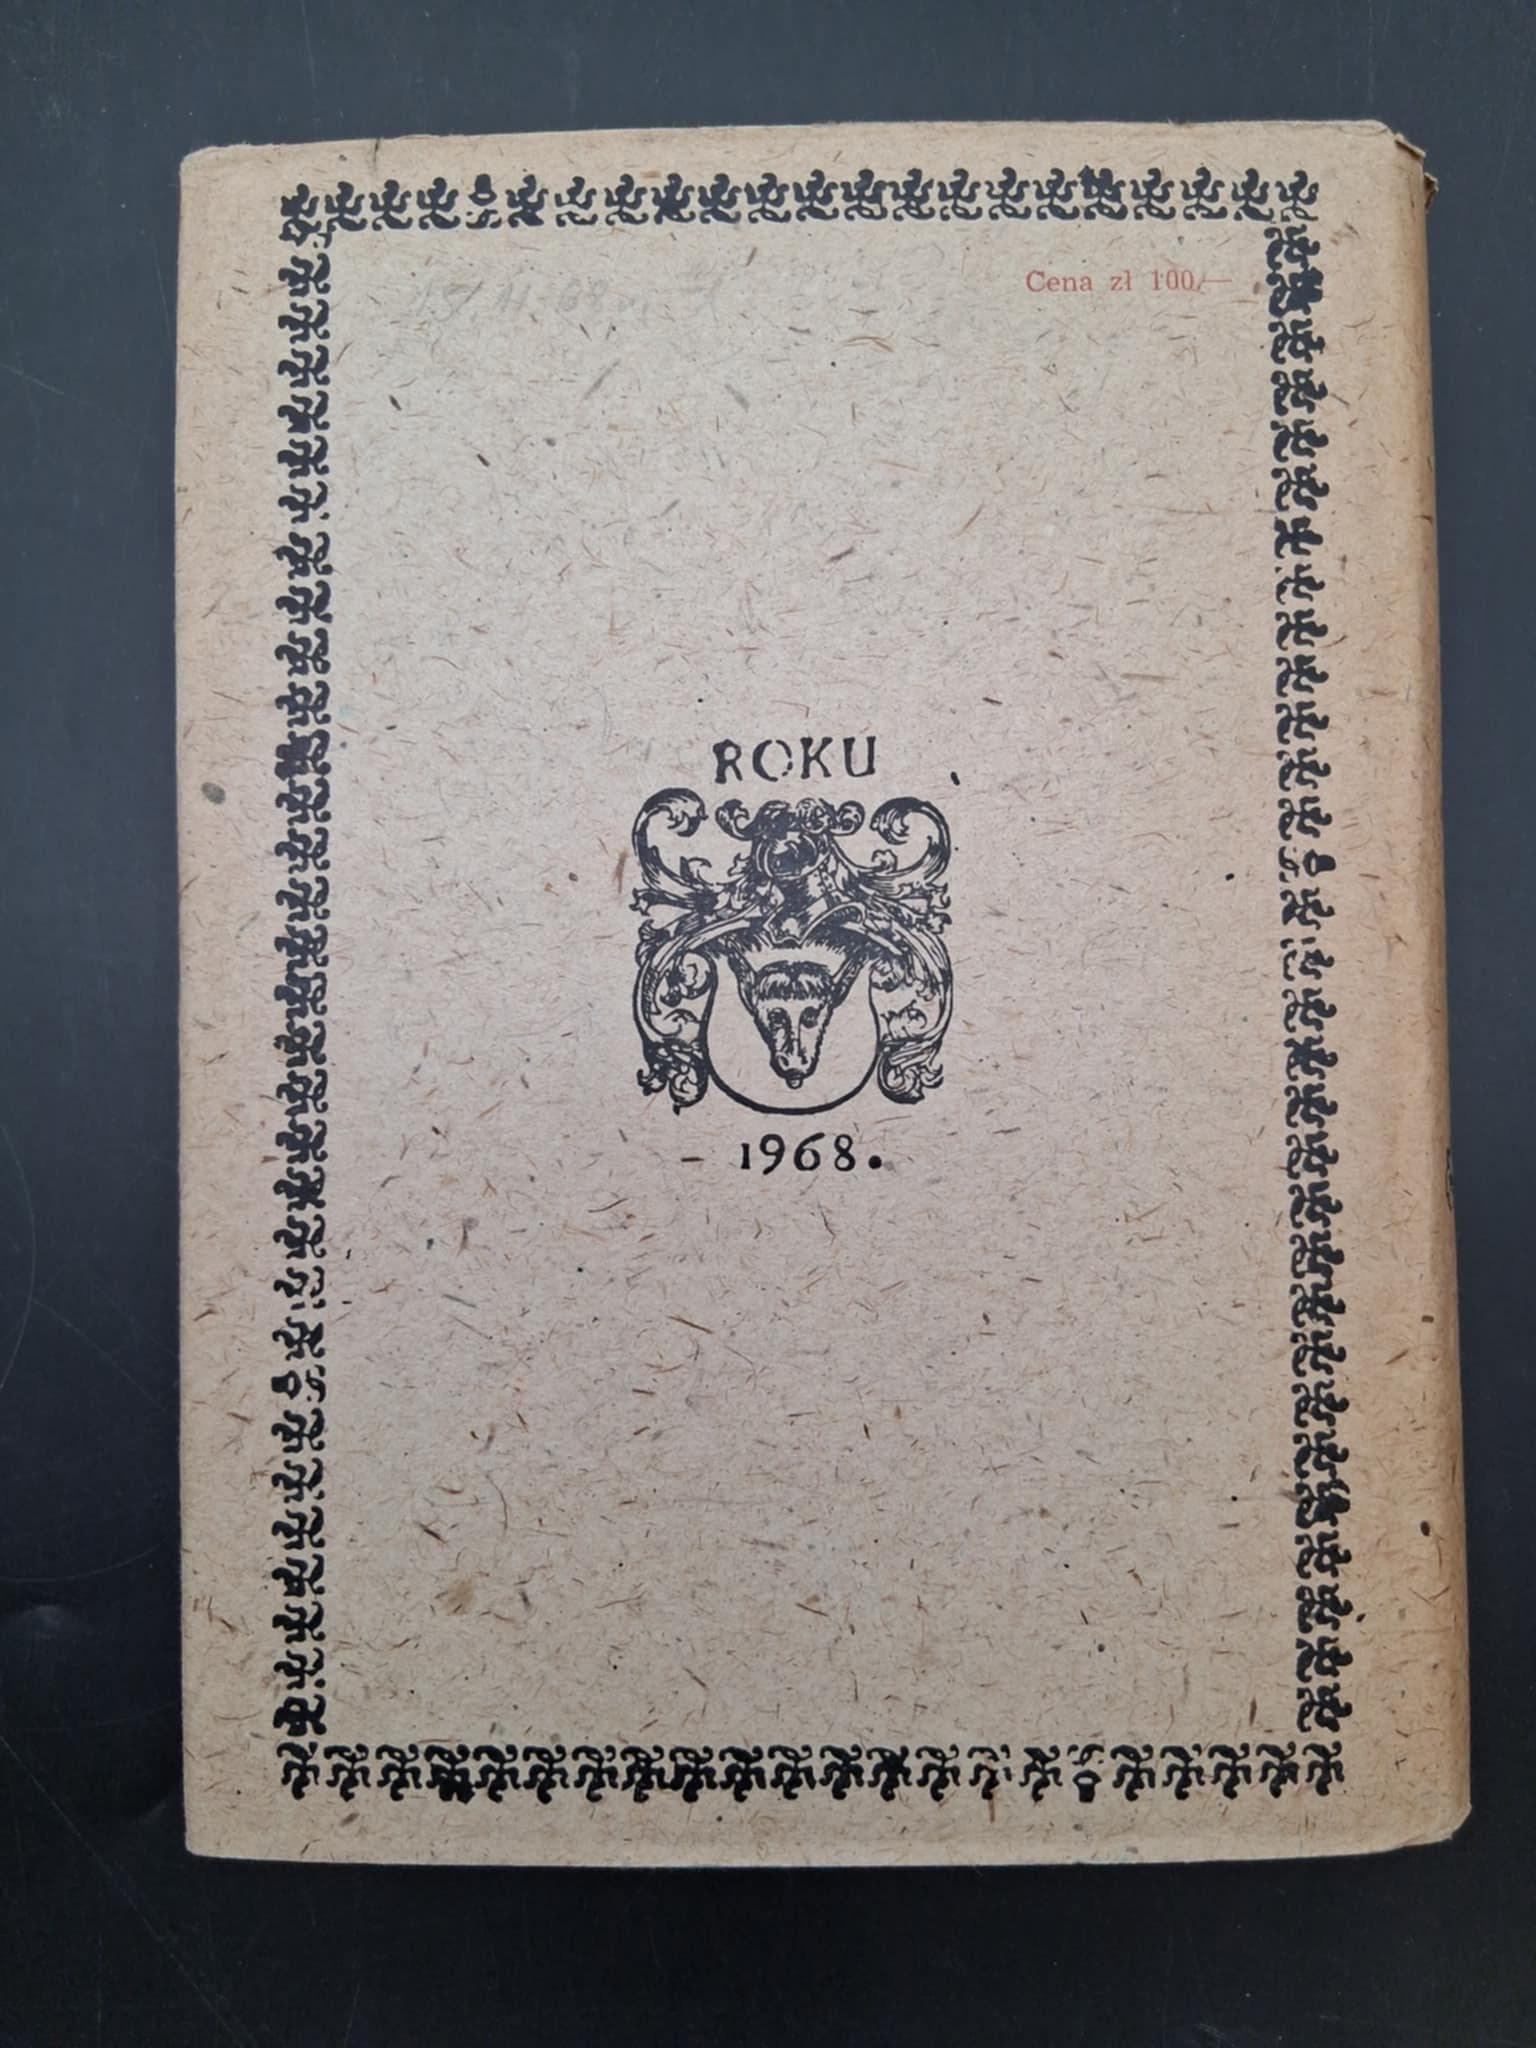 Cena zł 100,—
ROKU
1968.